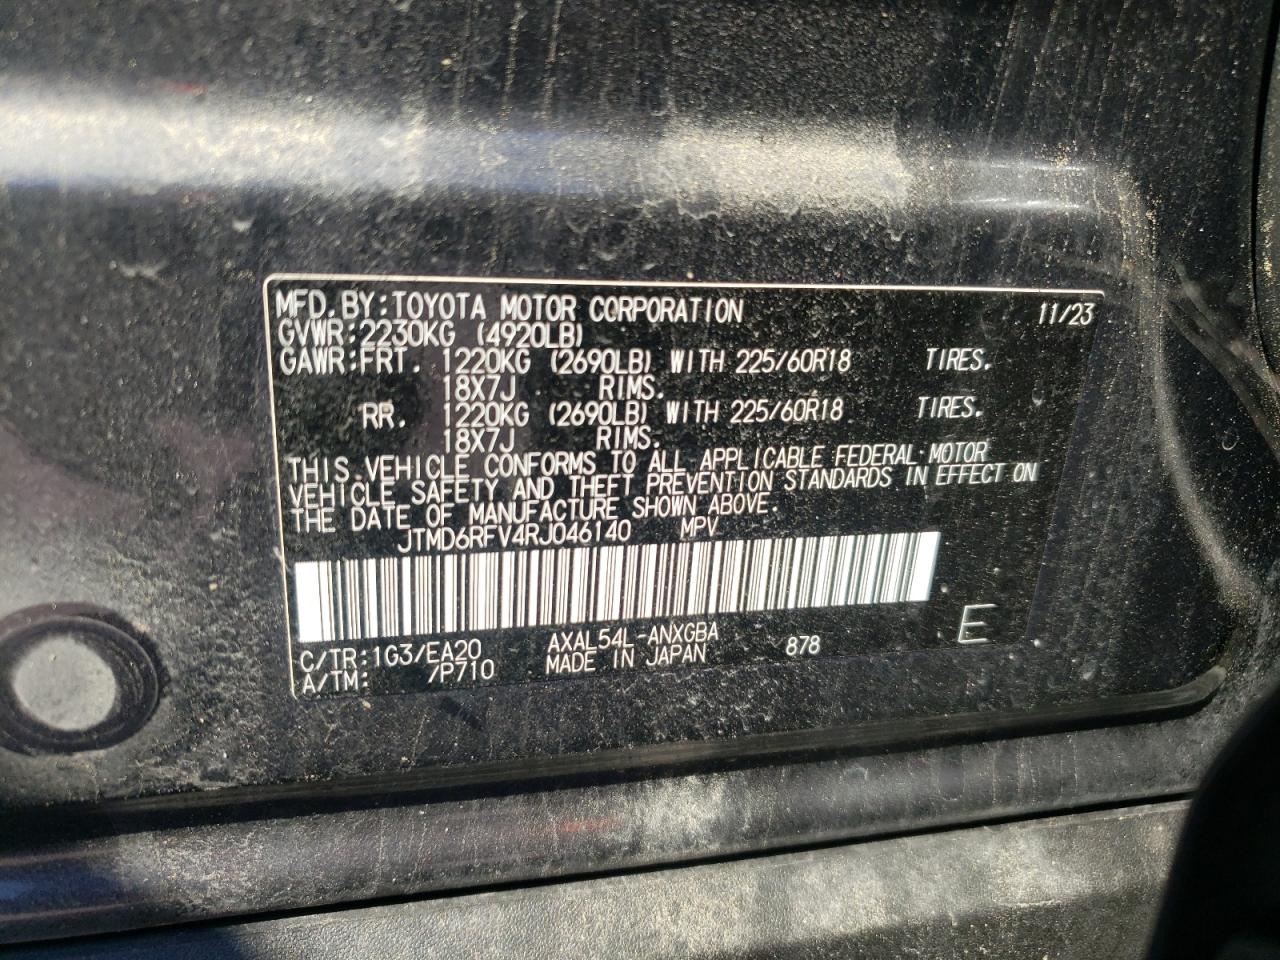 MFD.BY:TOYOTA MOTOR CORPORATION 11/23
GVWR:2230KG (4920LB)
GAWR:FRT. 1220KG (2690LB) WITH 225/60R18 TIRES.
18X7J RIMS.
RR. 1220KG (2690LB) WITH 225/60R18 TIRES.
18X7J RIMS.
THIS VEHICLE CONFORMS TO ALL APPLICABLE FEDERAL MOTOR
VEHICLE SAFETY AND THEFT PREVENTION STANDARDS IN EFFECT ON
THE DATE OF MANUFACTURE SHOWN ABOVE.
JTMD6RFV4RJ046140 MPV
C/TR:1G3/EA20 AXAL54L-ANXGBA 878 E
A/TM: /P710 MADE IN JAPAN